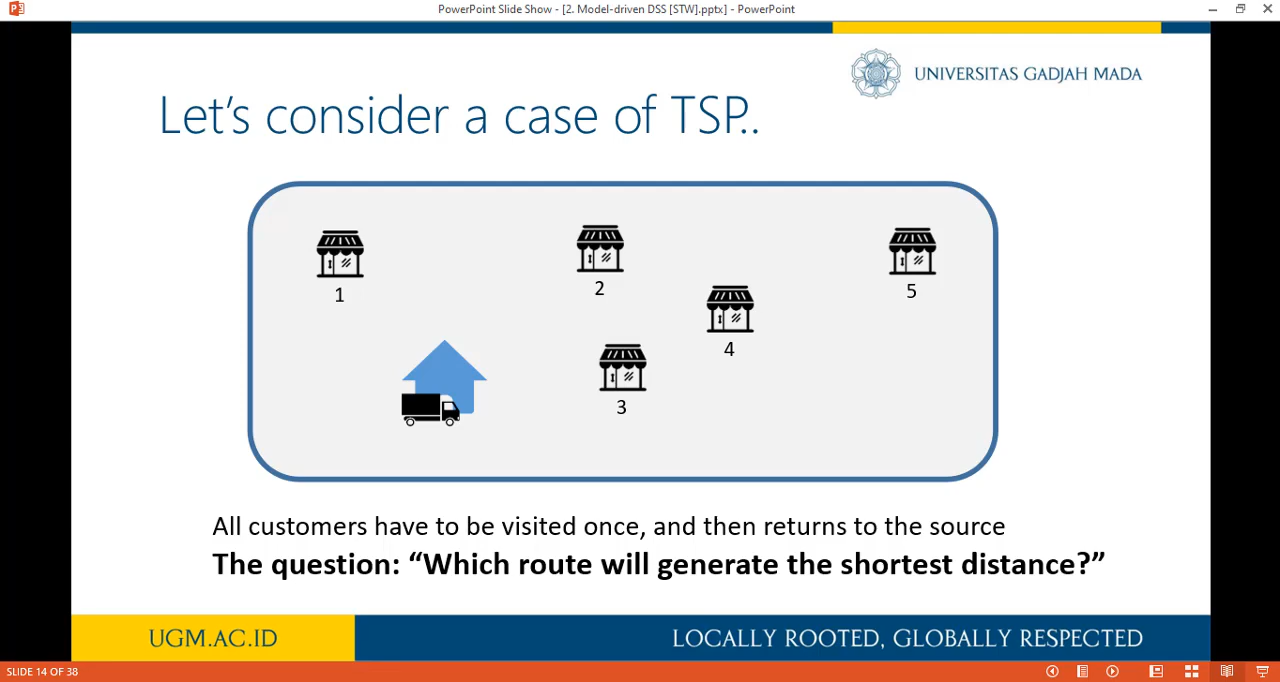 PowerPoint Slide Show - [2. Model-driven DSS [STW].pptx] - PowerPoint
UNIVERSITAS GADJAH MADA
Let's consider a case of TSP..
1
2
5
4
3
All customers have to be visited once, and then returns to the source
The question: “Which route will generate the shortest distance?”
UGM.AC.ID
LOCALLY ROOTED, GLOBALLY RESPECTED
SLIDE 14 OF 38